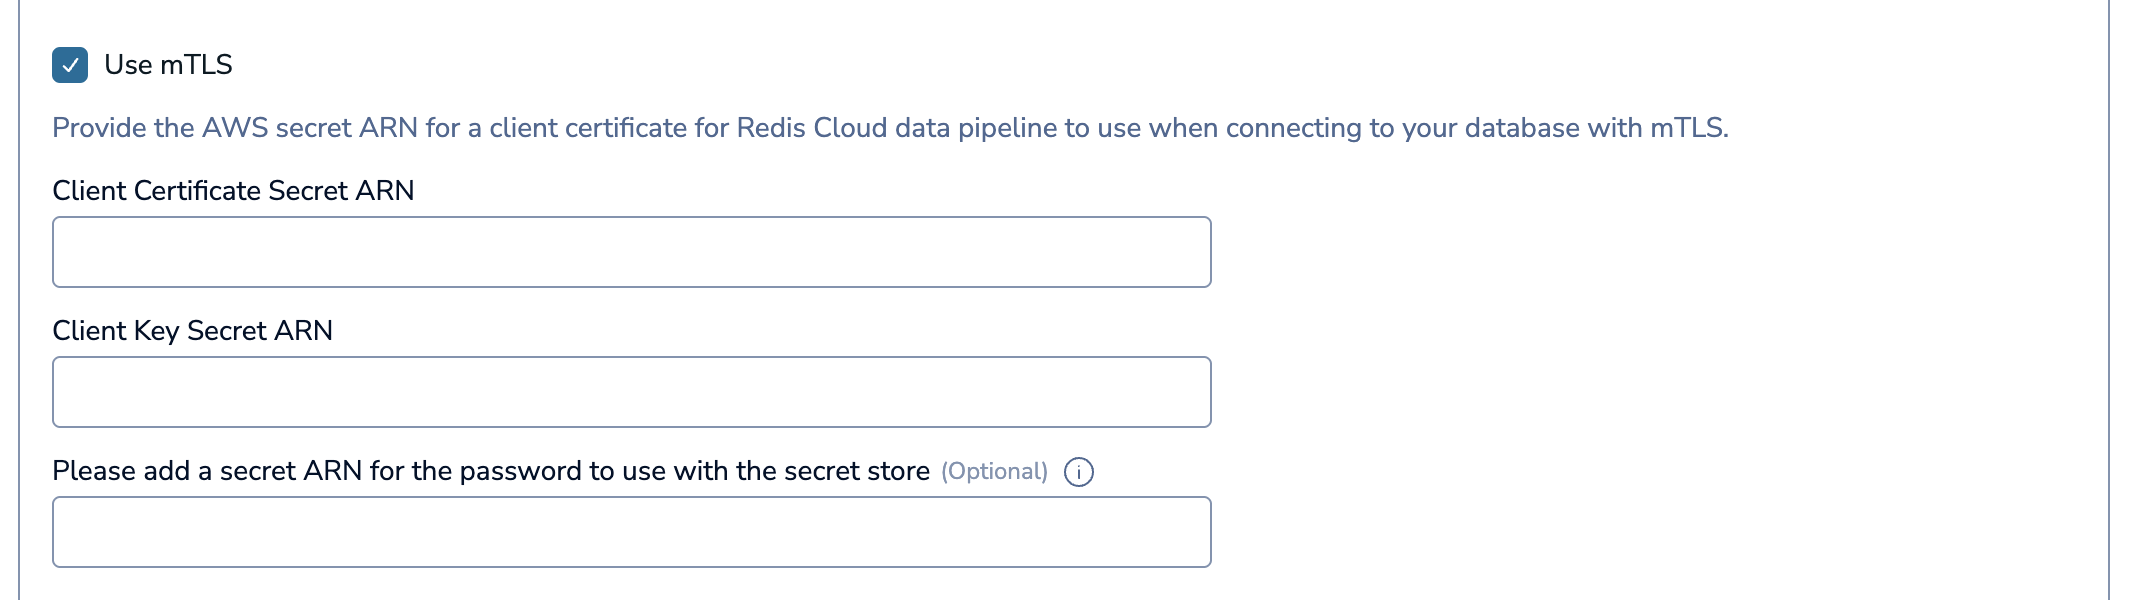 Use mTLS
Provide the AWS secret ARN for a client certificate for Redis Cloud data pipeline to use when connecting to your database with mTLS.
Client Certificate Secret ARN
Client Key Secret ARN
Please add a secret ARN for the password to use with the secret store (Optional) i